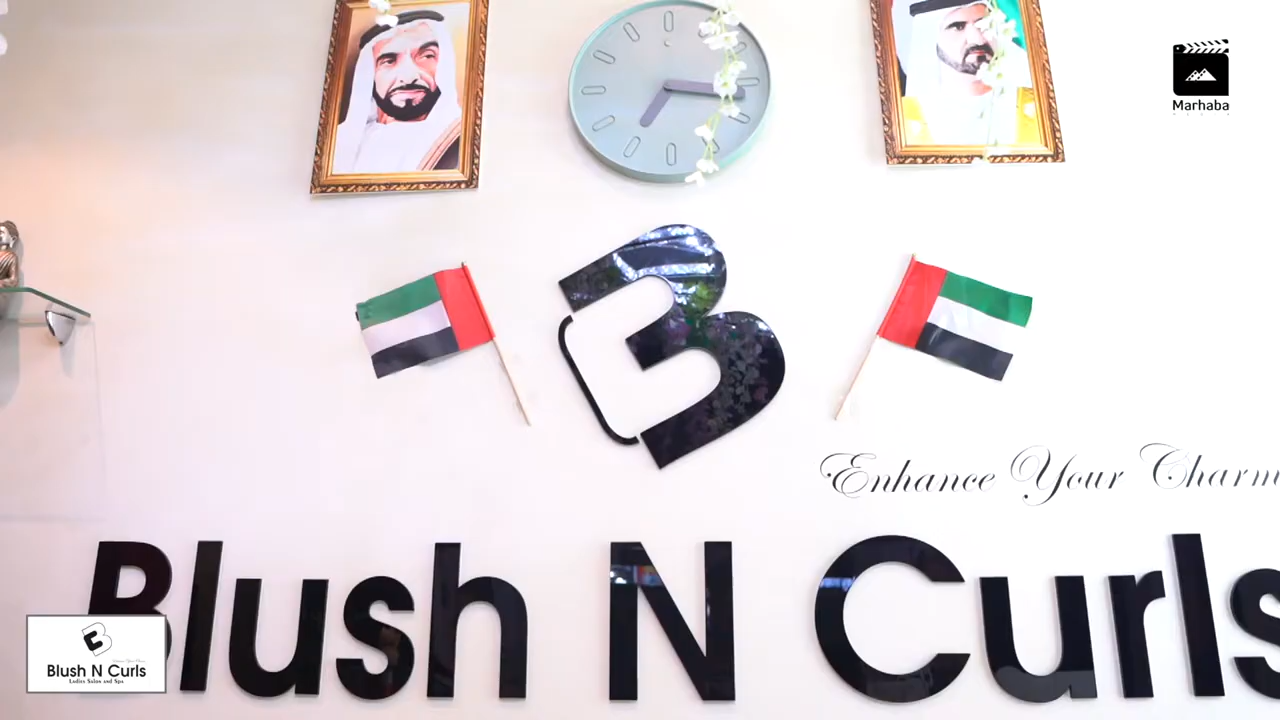 Marhaba
Enhance Your Charm
Blush N Curls
Blush N Curls
Ladies Salon and Spa